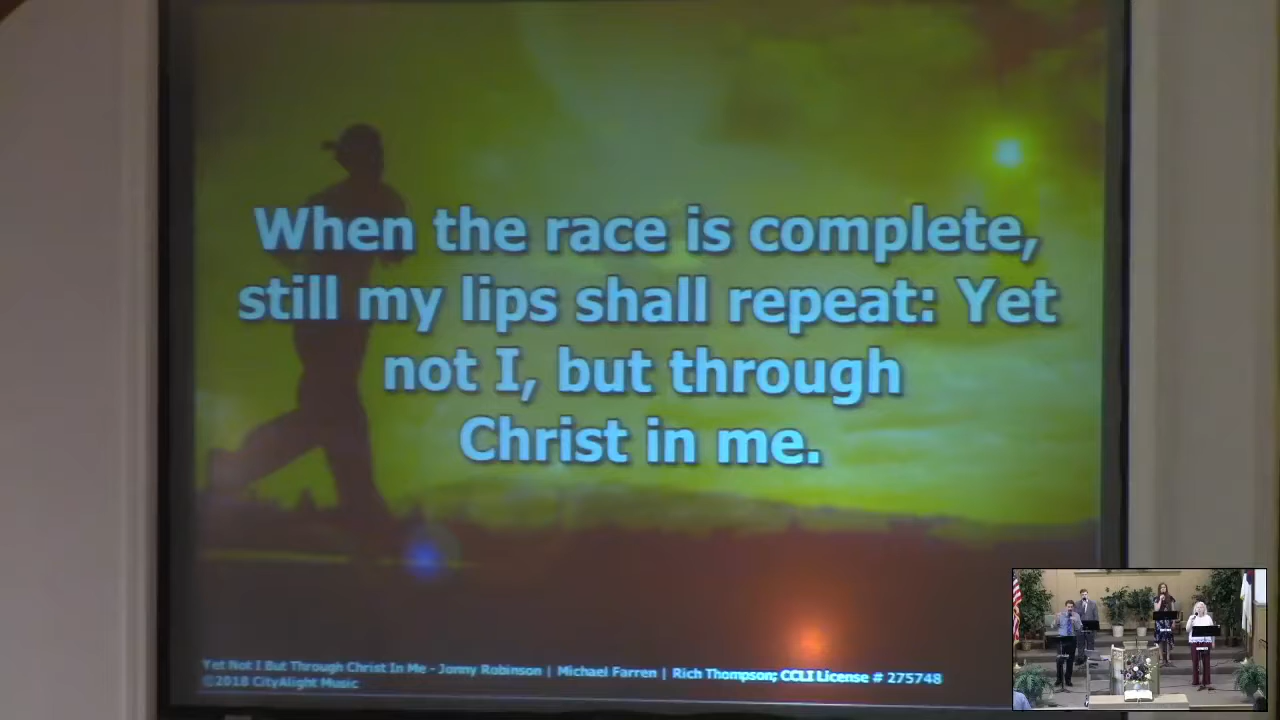 When the race is complete,
still my lips shall repeat: Yet
not I, but through
Christ in me.
Yet Not I But Through Christ In Me - Jonny Robinson | Michael Farren | Rich Thompson; CCLI License # 275748
©2018 CityAlight Music